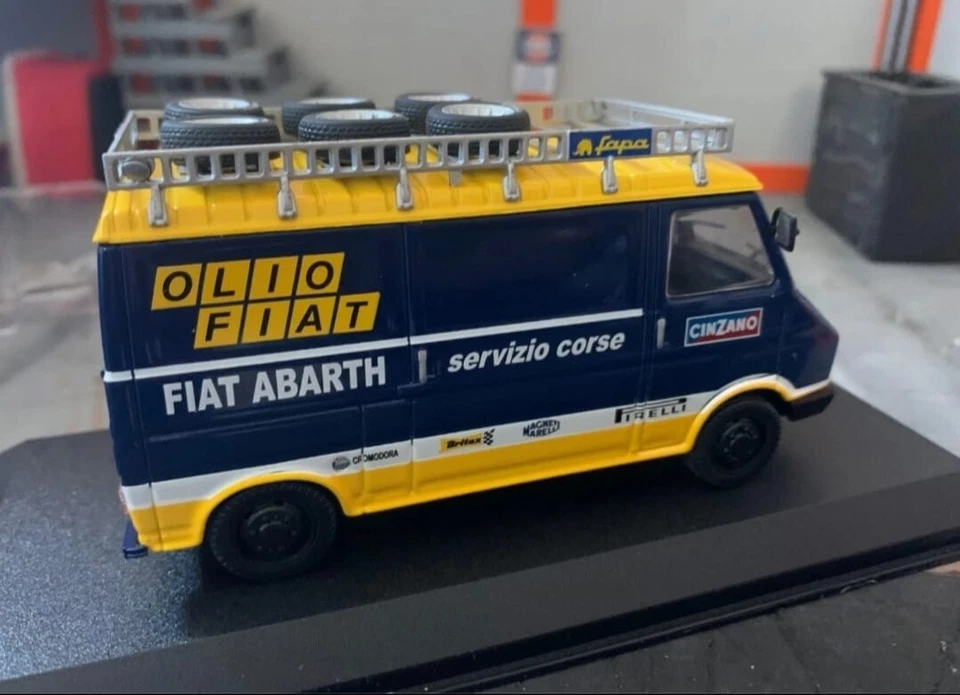 fapa
OLIO
FIAT
FIAT ABARTH
servizio corse
CINZANO
CROMODORA
Britax
MAGNETI
MARELLI
PIRELLI